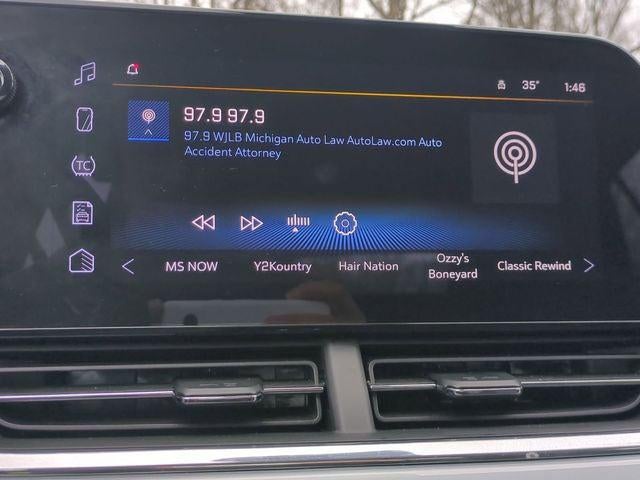 35° 1:46
97.9 97.9
97.9 WJLB Michigan Auto Law AutoLaw.com Auto
Accident Attorney
TC
MS NOW Y2Kountry Hair Nation Ozzy's Boneyard Classic Rewind